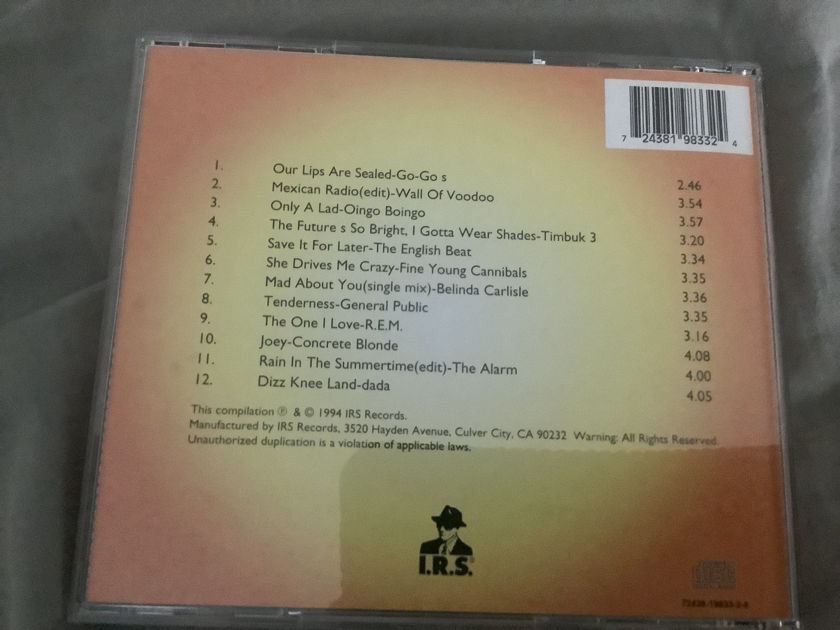 7 24381 98332 4
1. Our Lips Are Sealed-Go-Go s 2.46
2. Mexican Radio(edit)-Wall Of Voodoo 3.54
3. Only A Lad-Oingo Boingo 3.57
4. The Future s So Bright, I Gotta Wear Shades-Timbuk 3 3.20
5. Save It For Later-The English Beat 3.34
6. She Drives Me Crazy-Fine Young Cannibals 3.35
7. Mad About You(single mix)-Belinda Carlisle 3.36
8. Tenderness-General Public 3.35
9. The One I Love-R.E.M. 3.16
10. Joey-Concrete Blonde 4.08
11. Rain In The Summertime(edit)-The Alarm 4.00
12. Dizz Knee Land-dada 4.05
This compilation ℗ & © 1994 IRS Records.
Manufactured by IRS Records, 3520 Hayden Avenue, Culver City, CA 90232 Warning: All Rights Reserved.
Unauthorized duplication is a violation of applicable laws.
I.R.S.